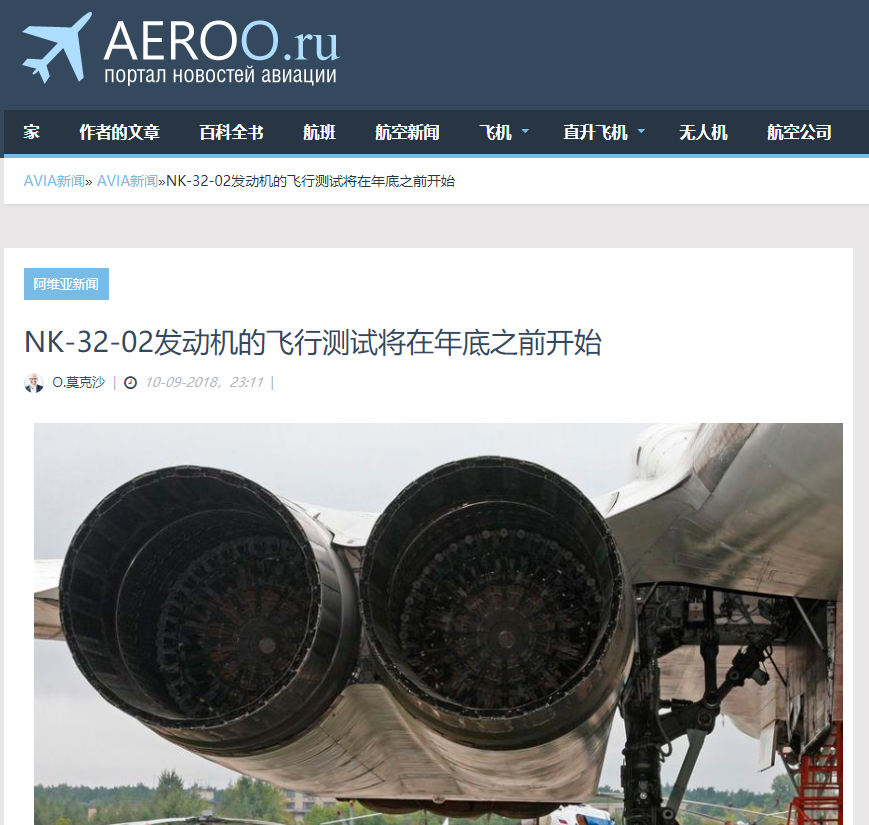 AEROO.ru
портал новостей авиации
家 作者的文章 百科全书 航班 航空新闻 飞机 直升飞机 无人机 航空公司
AVIA新闻» AVIA新闻»NK-32-02发动机的飞行测试将在年底之前开始
阿维亚新闻
NK-32-02发动机的飞行测试将在年底之前开始
O.莫克沙 | 10-09-2018，23:11 |